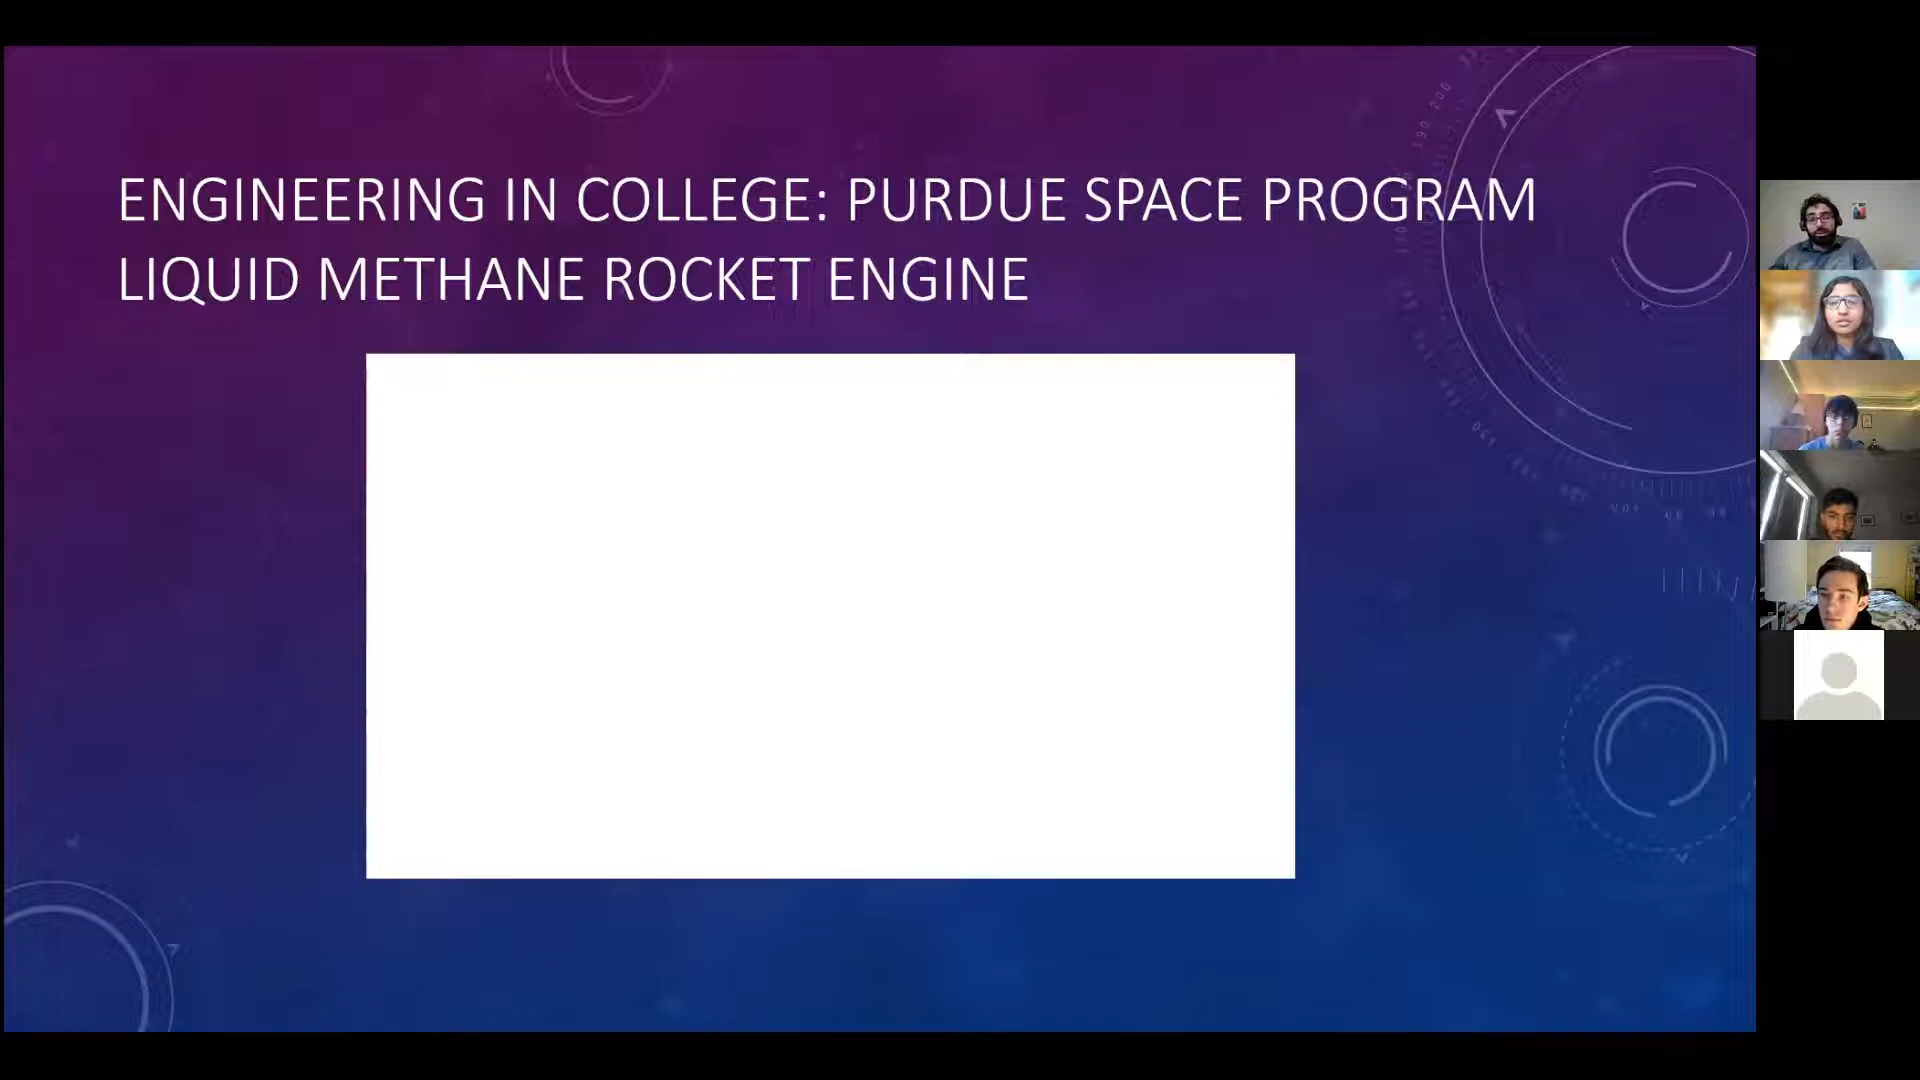 ENGINEERING IN COLLEGE: PURDUE SPACE PROGRAM
LIQUID METHANE ROCKET ENGINE